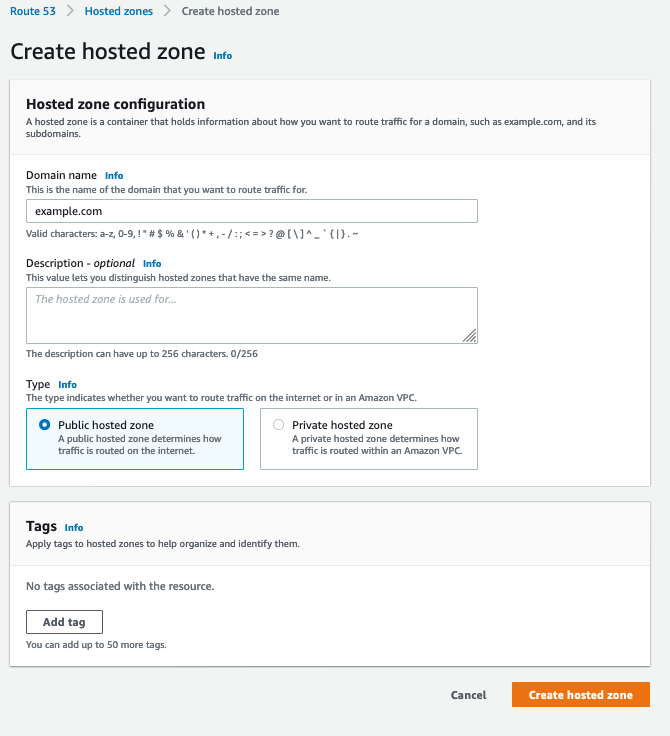 Route 53 > Hosted zones > Create hosted zone
Create hosted zone Info
Hosted zone configuration
A hosted zone is a container that holds information about how you want to route traffic for a domain, such as example.com, and its
subdomains.
Domain name Info
This is the name of the domain that you want to route traffic for.
example.com
Valid characters: a-z, 0-9, ! " # $ % & ' ( ) * + , - / : ; < = > ? @ [ \ ] ^ _ ` { | } . ~
Description - optional Info
This value lets you distinguish hosted zones that have the same name.
The hosted zone is used for...
The description can have up to 256 characters. 0/256
Type Info
The type indicates whether you want to route traffic on the internet or in an Amazon VPC.
Public hosted zone
A public hosted zone determines how
traffic is routed on the internet.
Private hosted zone
A private hosted zone determines how
traffic is routed within an Amazon VPC.
Tags Info
Apply tags to hosted zones to help organize and identify them.
No tags associated with the resource.
Add tag
You can add up to 50 more tags.
Cancel Create hosted zone